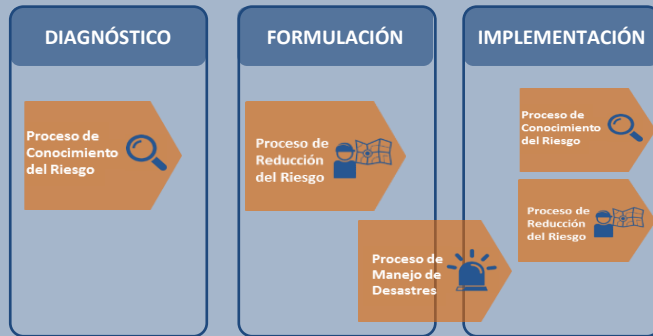 DIAGNÓSTICO
Proceso de
Conocimiento
del Riesgo
FORMULACIÓN
Proceso de
Reducción
del Riesgo
Proceso de
Manejo de
Desastres
IMPLEMENTACIÓN
Proceso de
Conocimiento
del Riesgo
Proceso de
Reducción
del Riesgo